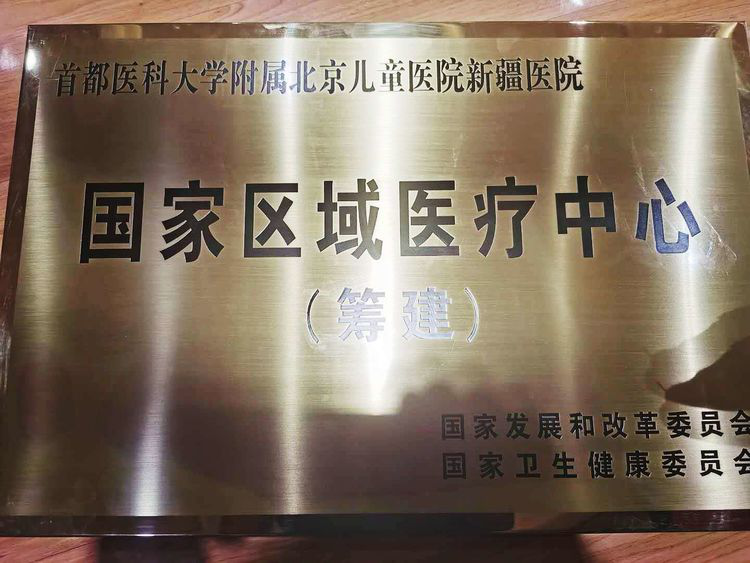 首都医科大学附属北京儿童医院新疆医院
国家区域医疗中心
（筹建）
国家发展和改革委员会
国家卫生健康委员会